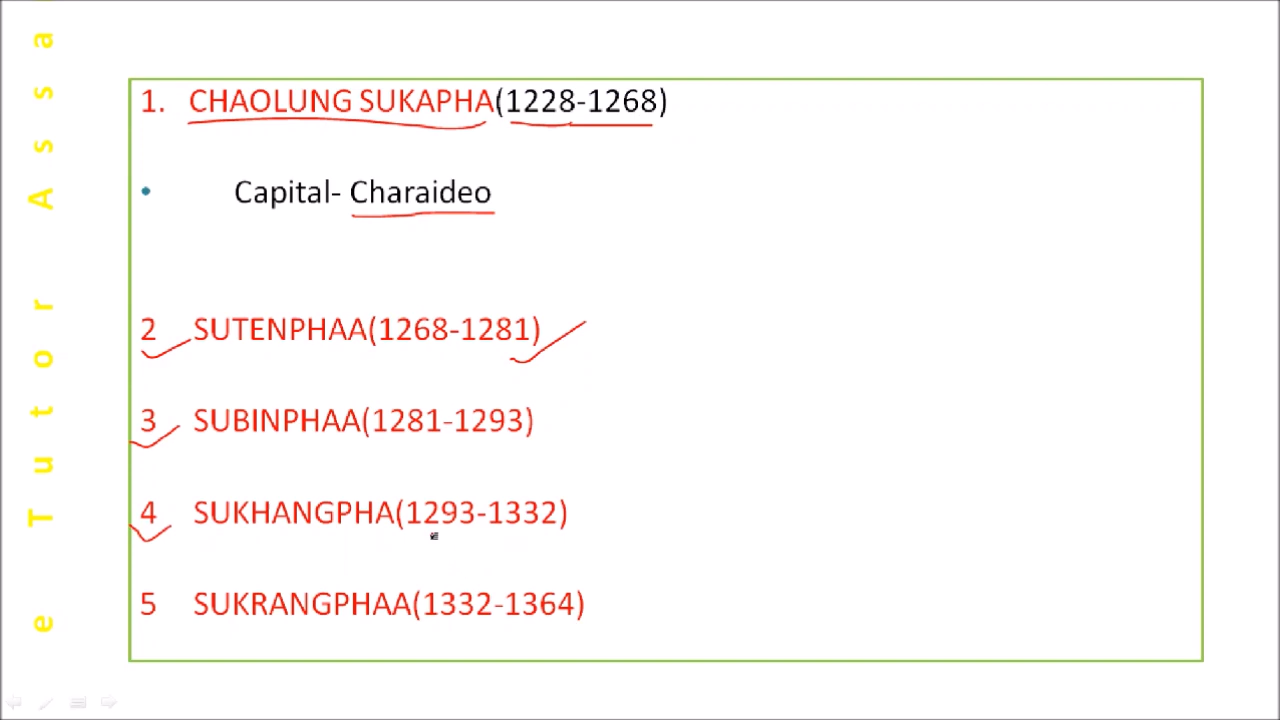 1. CHAOLUNG SUKAPHA(1228-1268)
• Capital- Charaideo
2 SUTENPHAA(1268-1281)
3 SUBINPHAA(1281-1293)
4 SUKHANGPHA(1293-1332)
5 SUKRANGPHAA(1332-1364)
e Tutor Assa